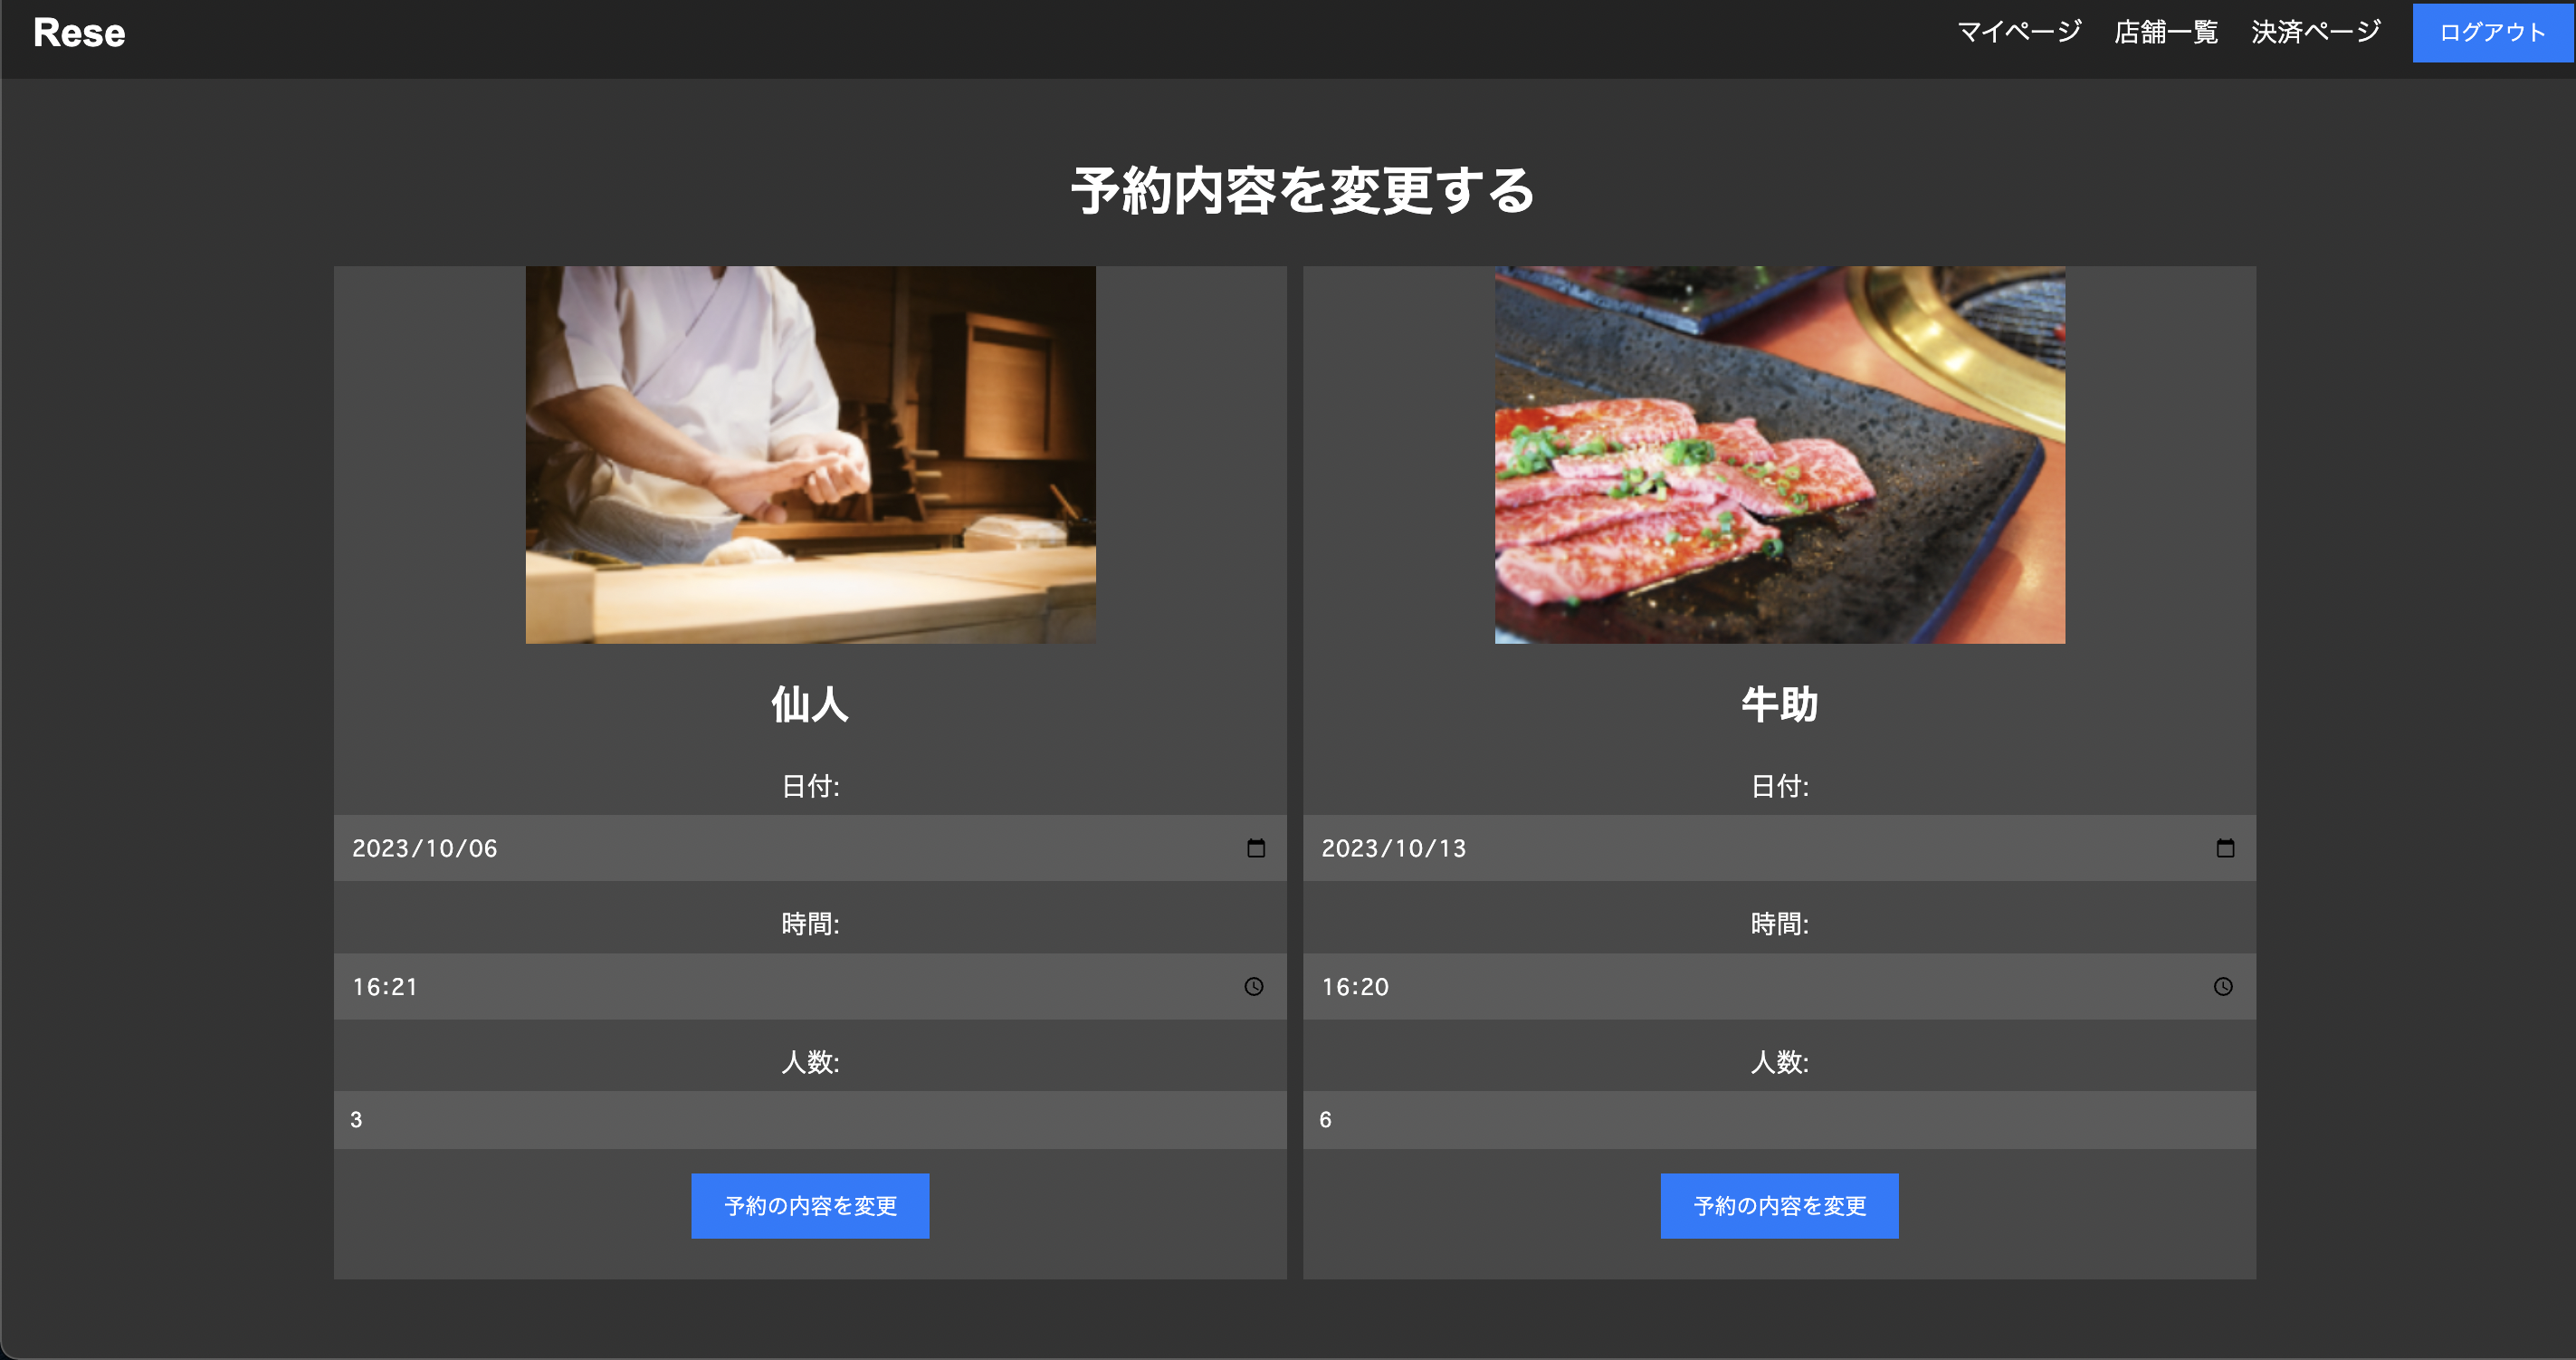 Rese
マイページ 店舗一覧 決済ページ ログアウト
予約内容を変更する
仙人
日付:
2023/10/06
時間:
16:21
人数:
3
予約の内容を変更
牛助
日付:
2023/10/13
時間:
16:20
人数:
6
予約の内容を変更